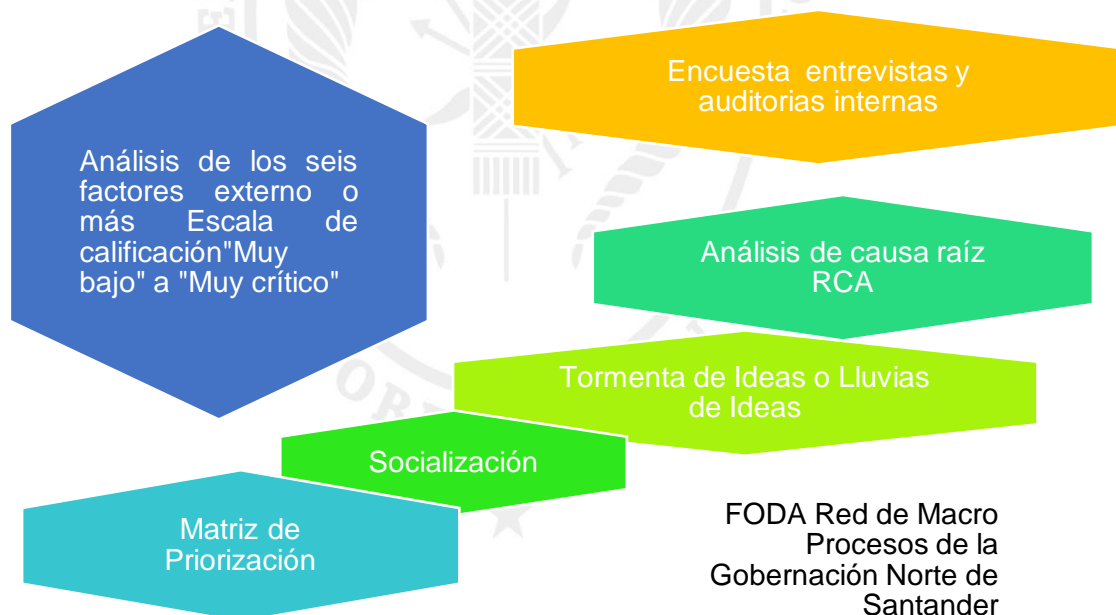 Análisis de los seis
factores externo o
más Escala de
calificación"Muy
bajo" a "Muy crítico"
Encuesta entrevistas y
auditorias internas
Análisis de causa raíz
RCA
Tormenta de Ideas o Lluvias
de Ideas
Socialización
Matriz de
Priorización
FODA Red de Macro
Procesos de la
Gobernación Norte de
Santander